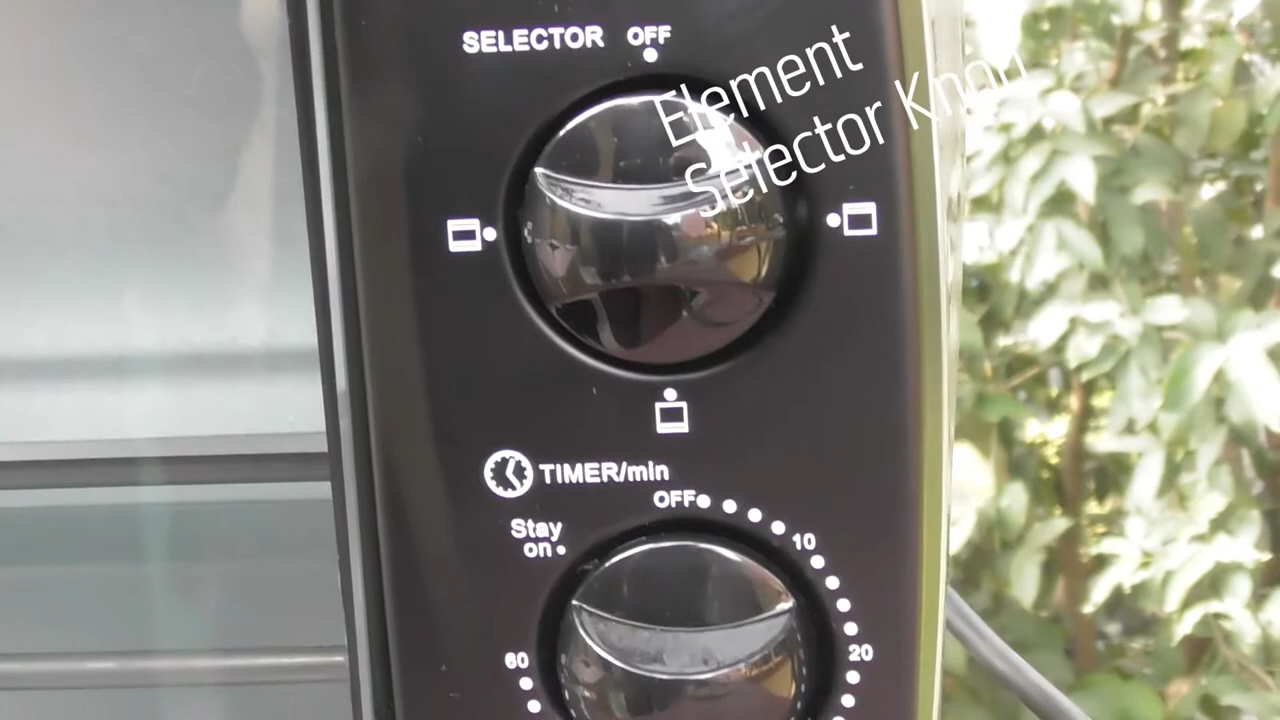 SELECTOR OFF
Element
Selector Knob
TIMER/min
OFF
Stay
on
10
20
60